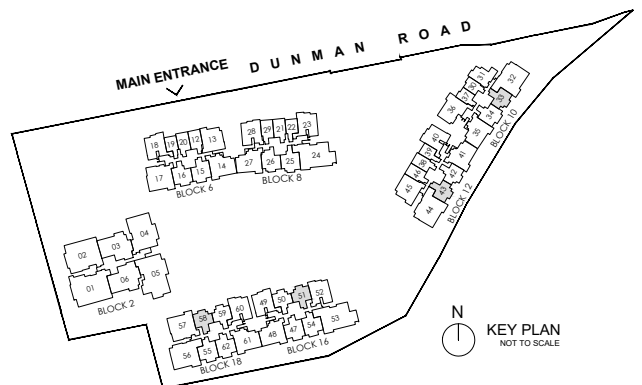 DUNMAN ROAD
MAIN ENTRANCE
18 19 20 12 13
28 29 21 22 23
17 16 15 14 27 26 25 24
BLOCK 6
BLOCK 8
31 32
30
37 33
36 34
35
BLOCK 10
40
39 41
38 42
46 43
45 44
BLOCK 12
04
03
02
05
06
01
BLOCK 2
57 58 59 60 49 50 51 52
56 55 62 61 48 47 54 53
BLOCK 18
BLOCK 16
N
KEY PLAN
NOT TO SCALE